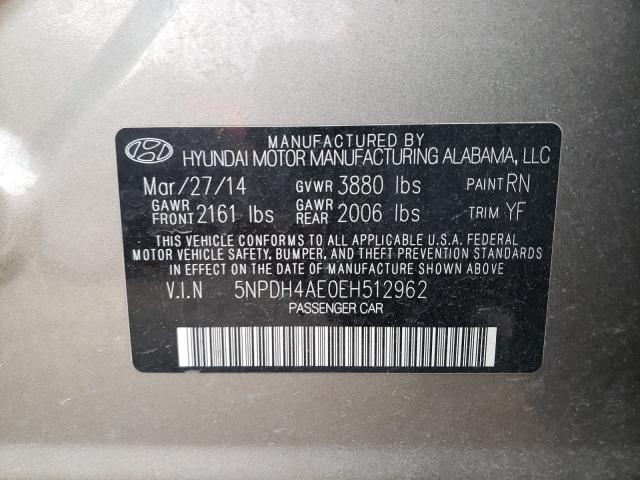 MANUFACTURED BY
HYUNDAI MOTOR MANUFACTURING ALABAMA, LLC
Mar/27/14 GVWR 3880 lbs PAINT RN
GAWR FRONT 2161 lbs GAWR REAR 2006 lbs TRIM YF
THIS VEHICLE CONFORMS TO ALL APPLICABLE U.S.A. FEDERAL
MOTOR VEHICLE SAFETY, BUMPER, AND THEFT PREVENTION
STANDARDS IN EFFECT ON THE DATE OF MANUFACTURE SHOWN ABOVE.
V.I.N 5NPDH4AE0EH512962
PASSENGER CAR